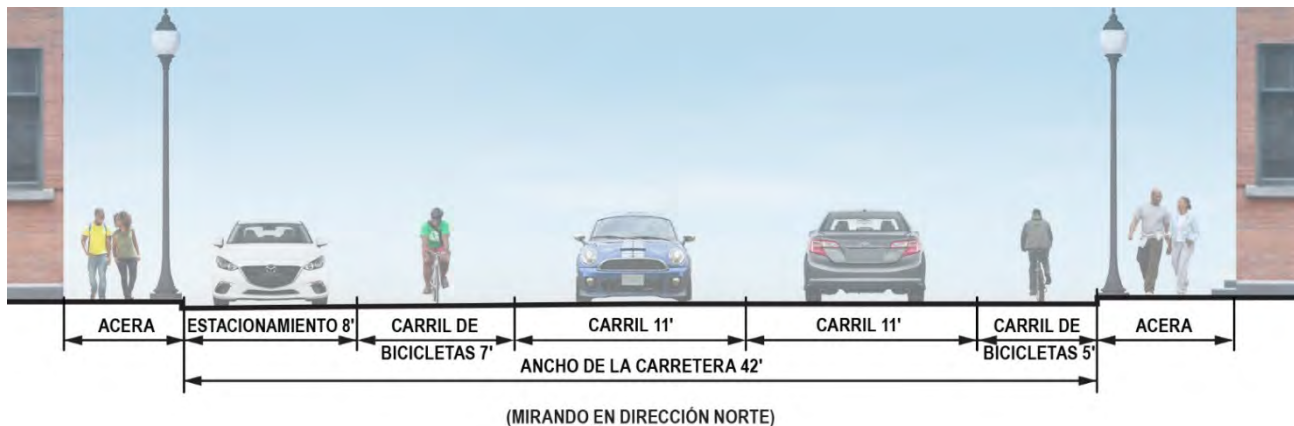 ACERA
ESTACIONAMIENTO 8'
CARRIL DE
BICICLETAS 7'
CARRIL 11'
CARRIL 11'
CARRIL DE
BICICLETAS 5'
ACERA
ANCHO DE LA CARRETERA 42'
(MIRANDO EN DIRECCIÓN NORTE)